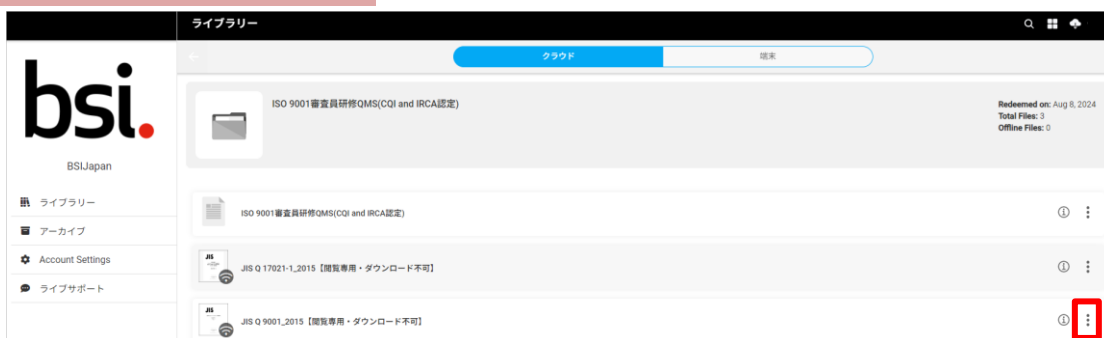 ライブラリー
bsi.
BSIJapan
ライブラリー
アーカイブ
Account Settings
ライブサポート
クラウド
端末
ISO 9001審査員研修QMS(CQI and IRCA認定)
Redeemed on: Aug 8, 2024
Total Files: 3
Offline Files: 0
ISO 9001審査員研修QMS(CQI and IRCA認定)
JIS
JIS Q 17021-1_2015【閲覧専用・ダウンロード不可】
JIS
JIS Q 9001_2015【閲覧専用・ダウンロード不可】